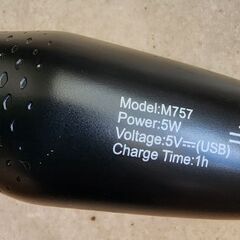 Model:M757
Power:5W
Voltage:5V⎓(USB)
Charge Time:1h